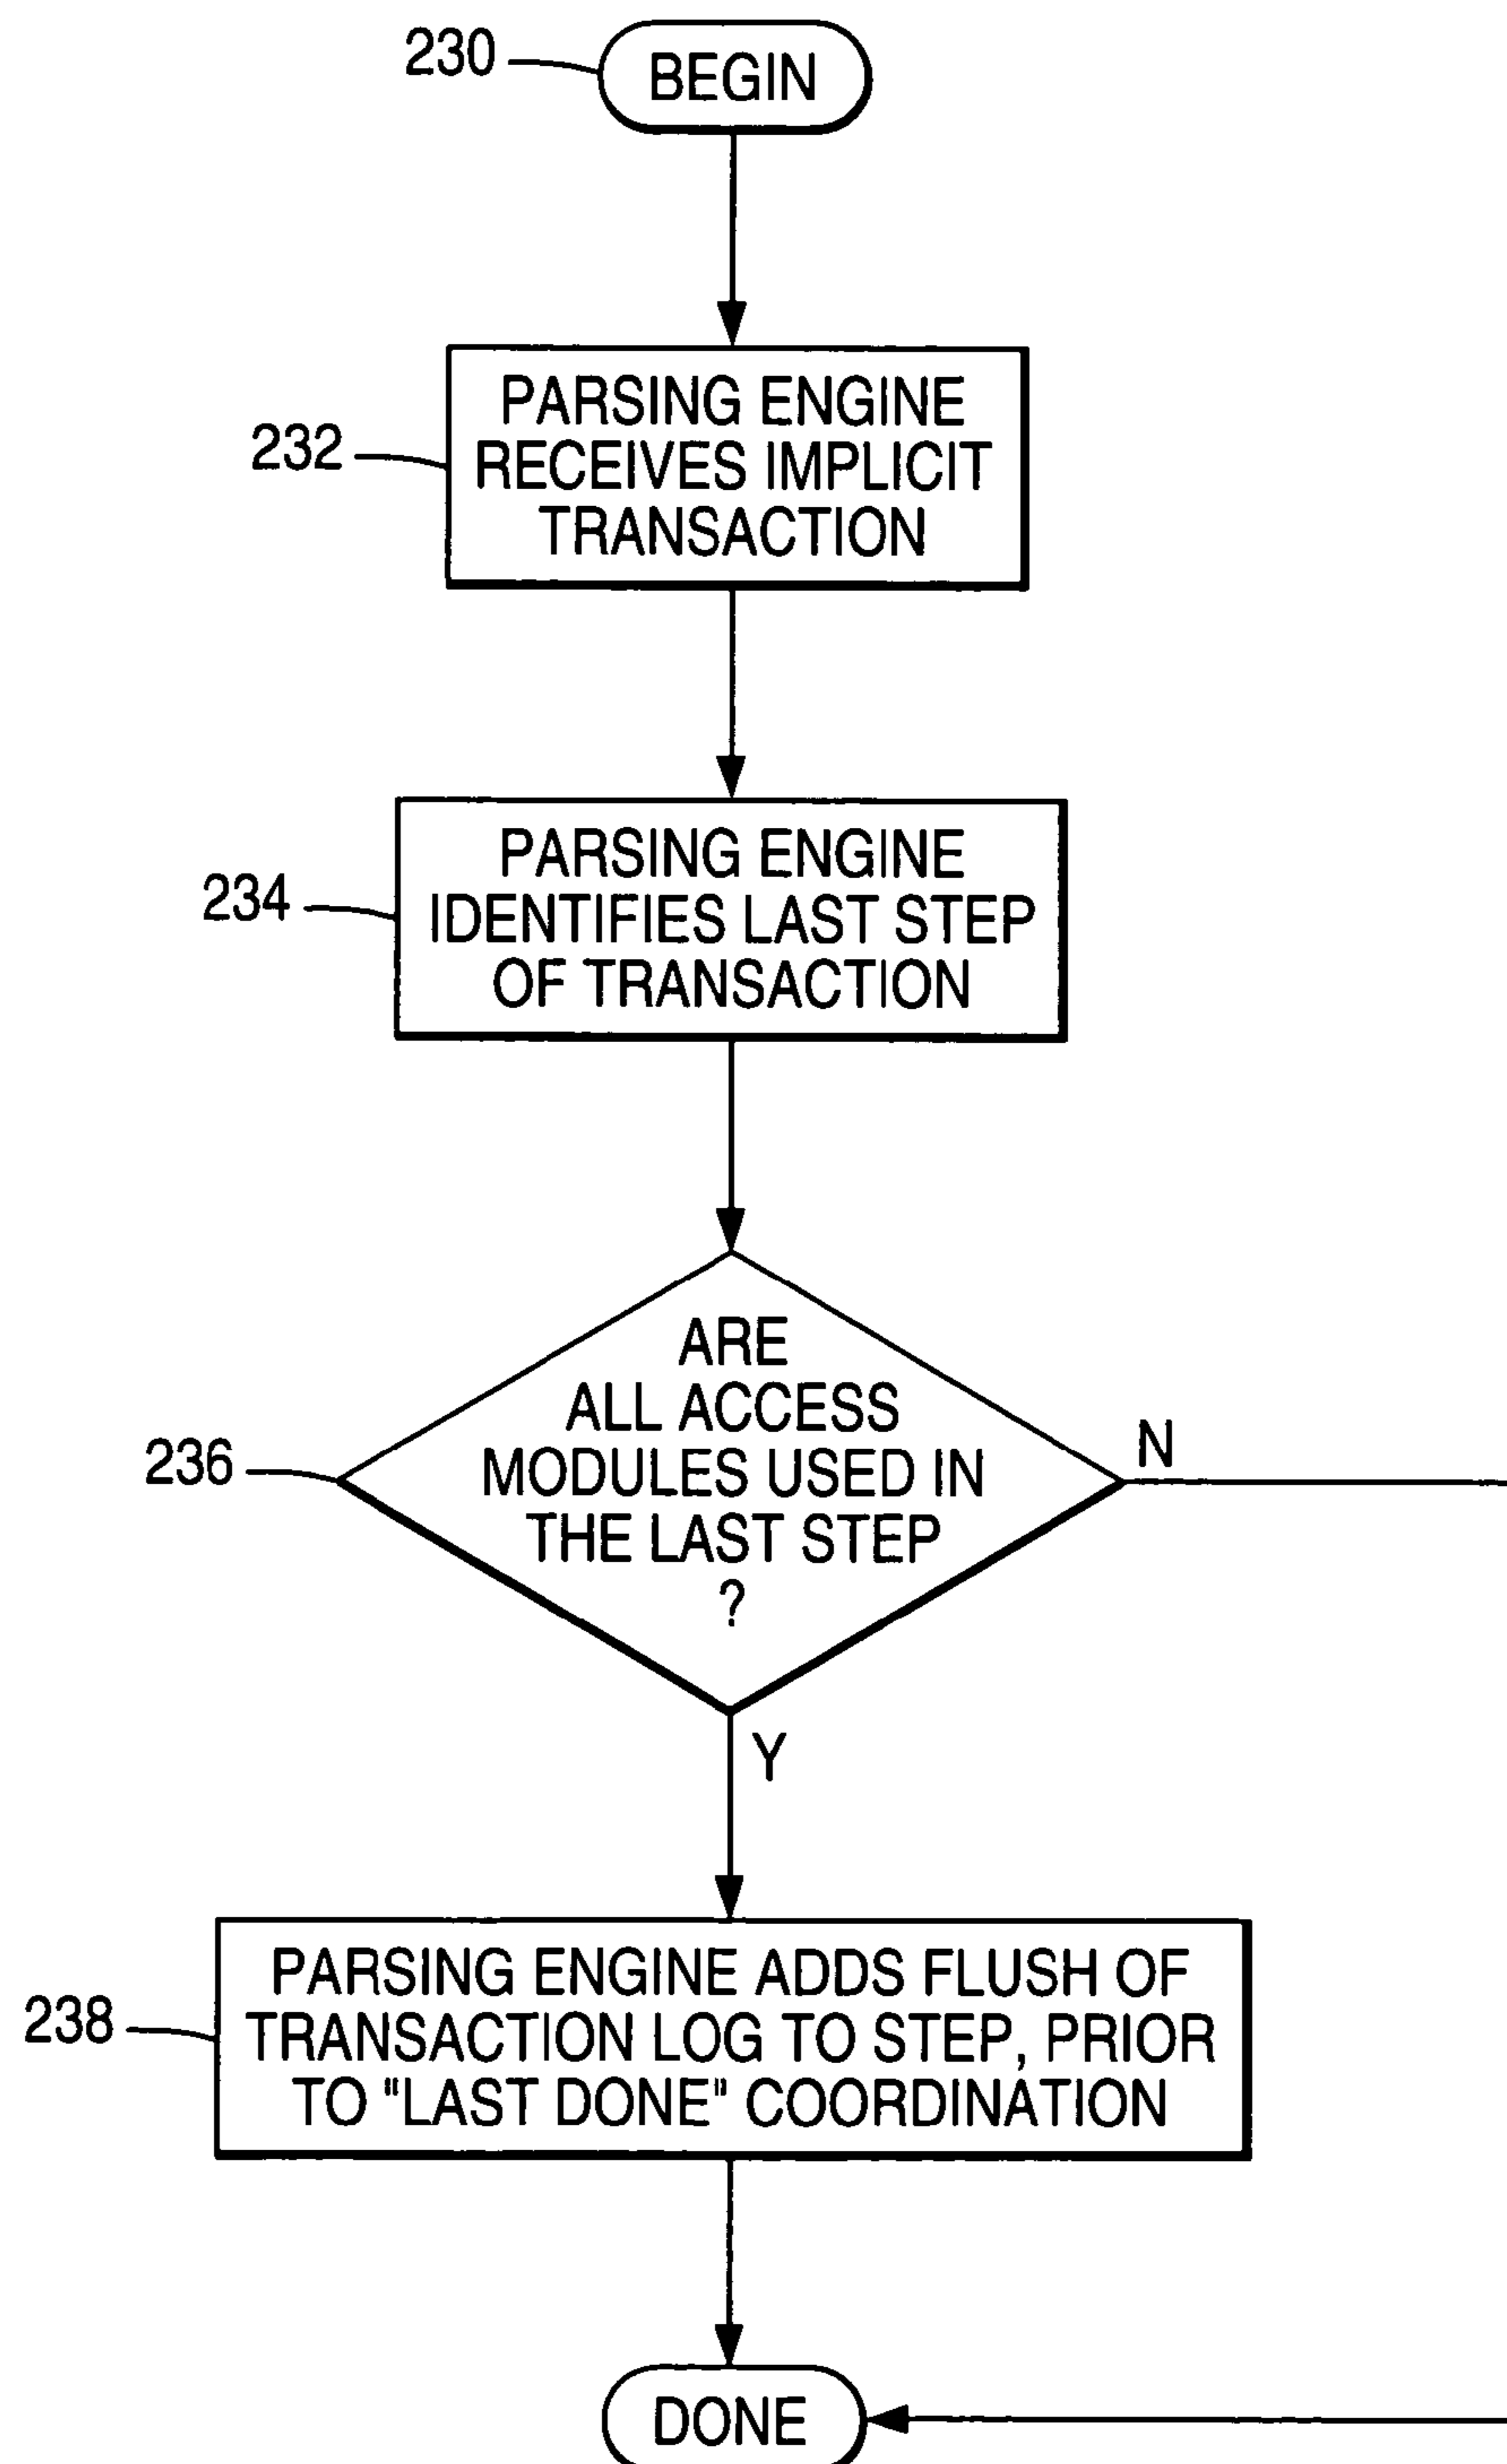 230
BEGIN
232
PARSING ENGINE
RECEIVES IMPLICIT
TRANSACTION
234
PARSING ENGINE
IDENTIFIES LAST STEP
OF TRANSACTION
236
ARE
ALL ACCESS
MODULES USED IN
THE LAST STEP
?
N
Y
238
PARSING ENGINE ADDS FLUSH OF
TRANSACTION LOG TO STEP, PRIOR
TO "LAST DONE" COORDINATION
DONE